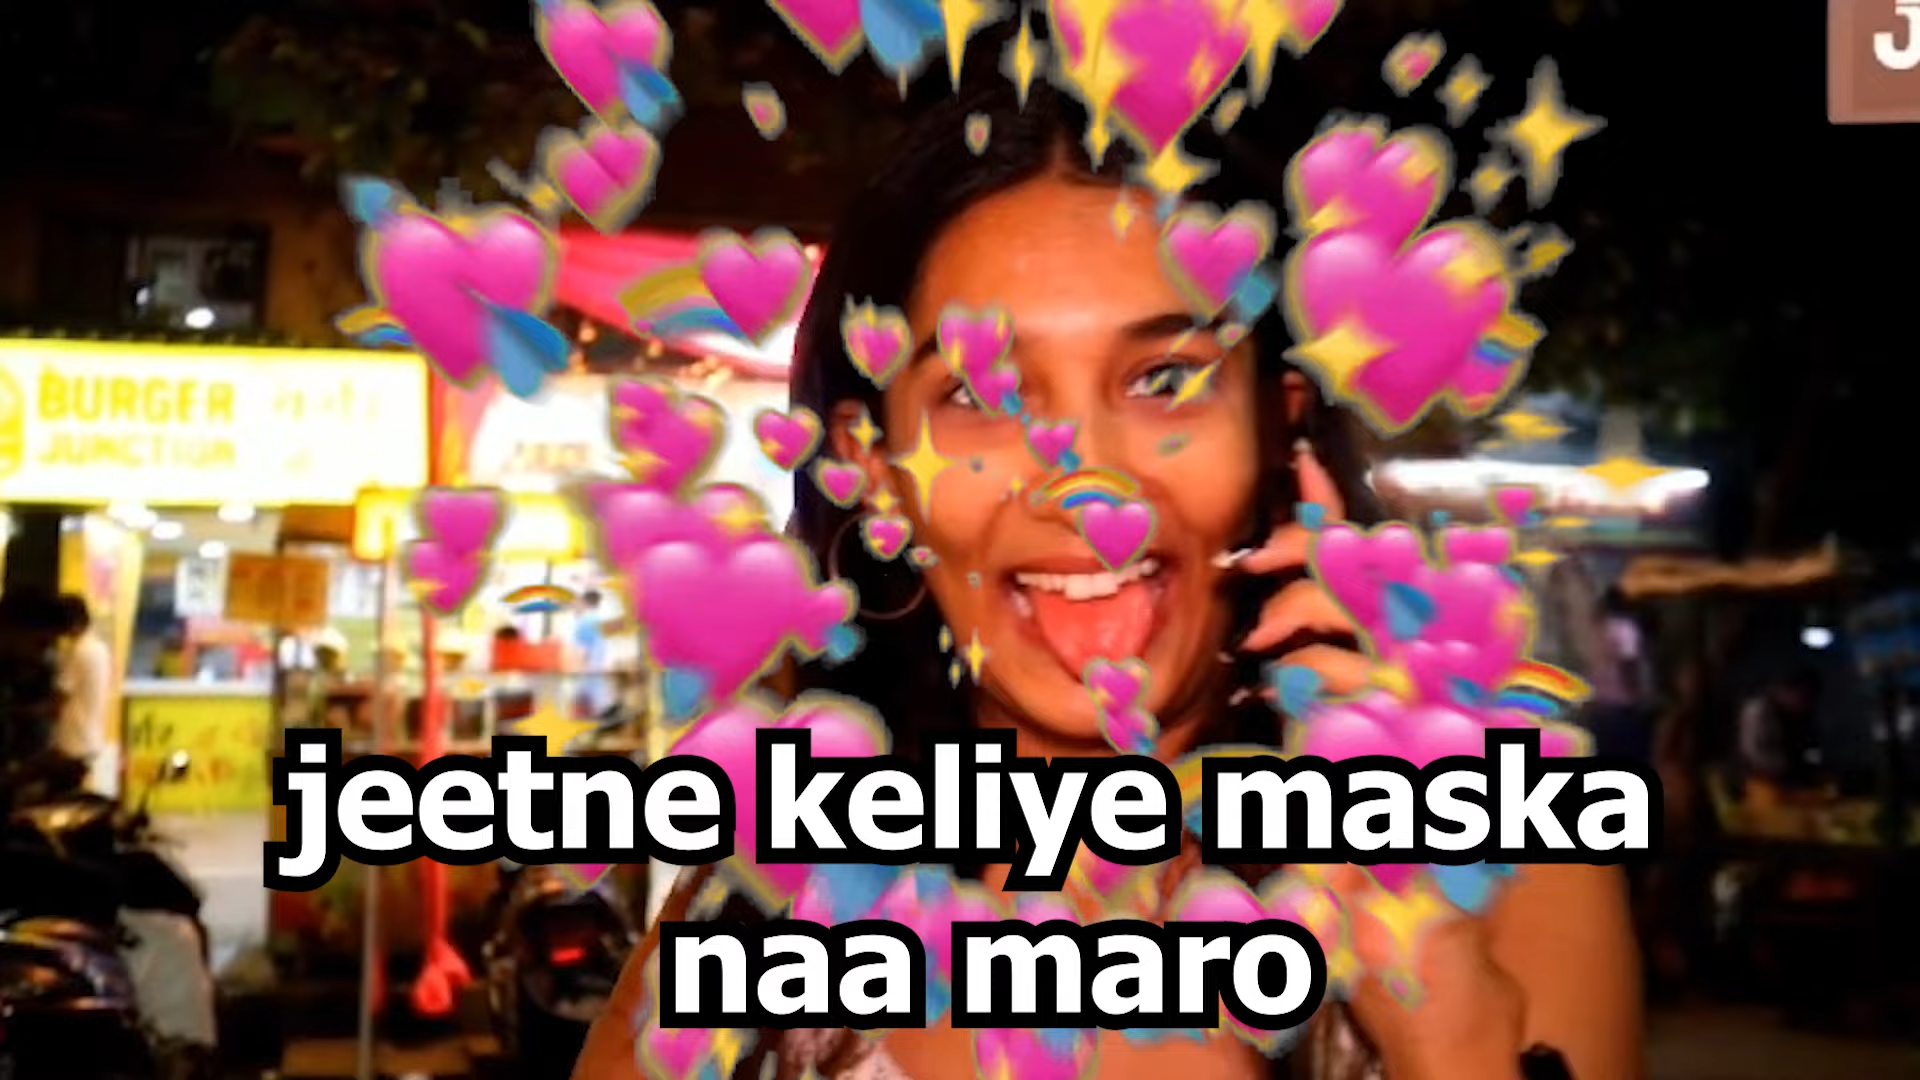 J
BURGER
JUNCTION
jeetne keliye maska
naa maro